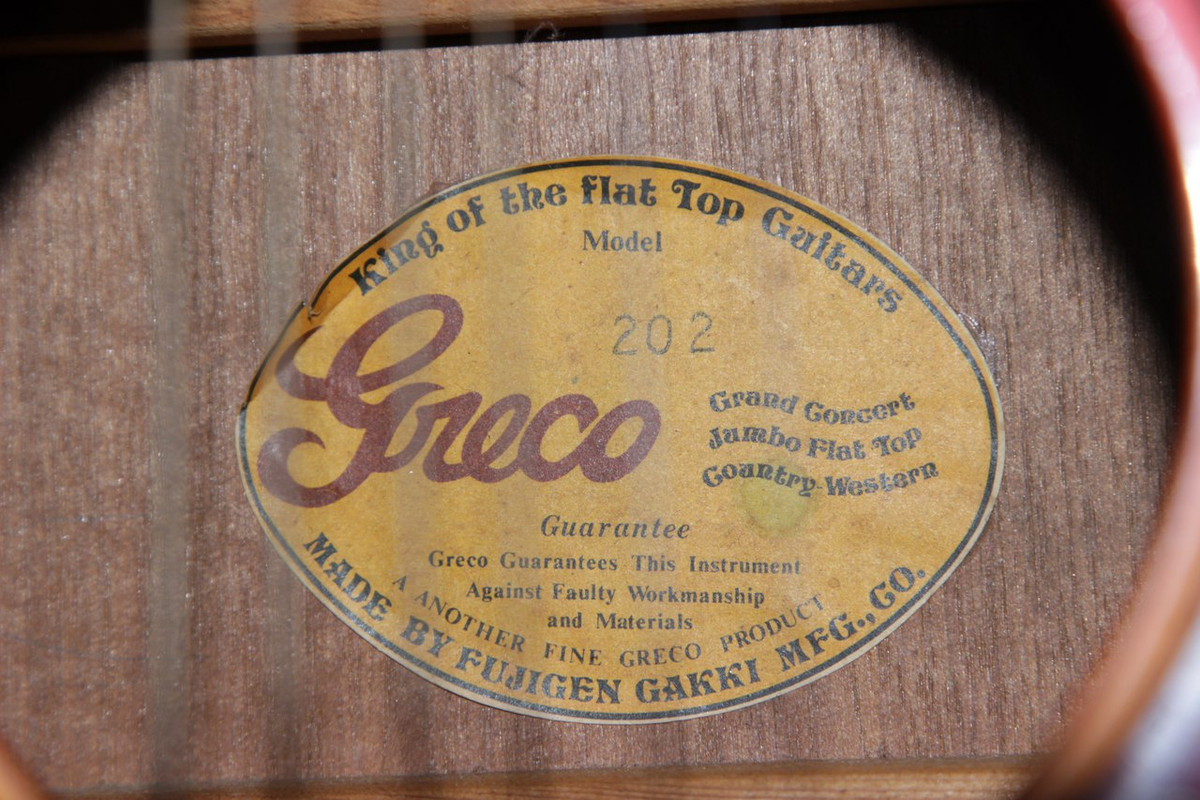 King of the flat Top Guitars
Model
202
Greco
Grand Concert
Jumbo Flat Top
Country-Western
Guarantee
Greco Guarantees This Instrument
Against Faulty Workmanship
and Materials
A ANOTHER FINE GRECO PRODUCT
MADE BY FUJIGEN GAKKI MFG., CO.